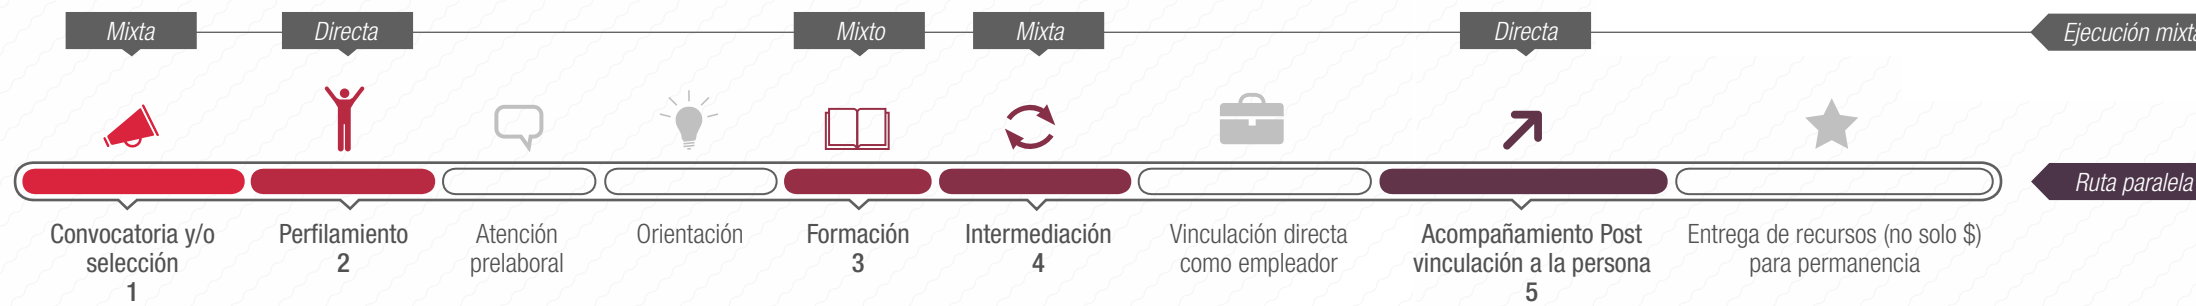 Mixta
Directa
Mixto
Mixta
Directa
Ejecución mixta
Ruta paralela
Convocatoria y/o
selección
1
Perfilamiento
2
Atención
prelaboral
Orientación
Formación
3
Intermediación
4
Vinculación directa
como empleador
Acompañamiento Post
vinculación a la persona
5
Entrega de recursos (no solo $)
para permanencia